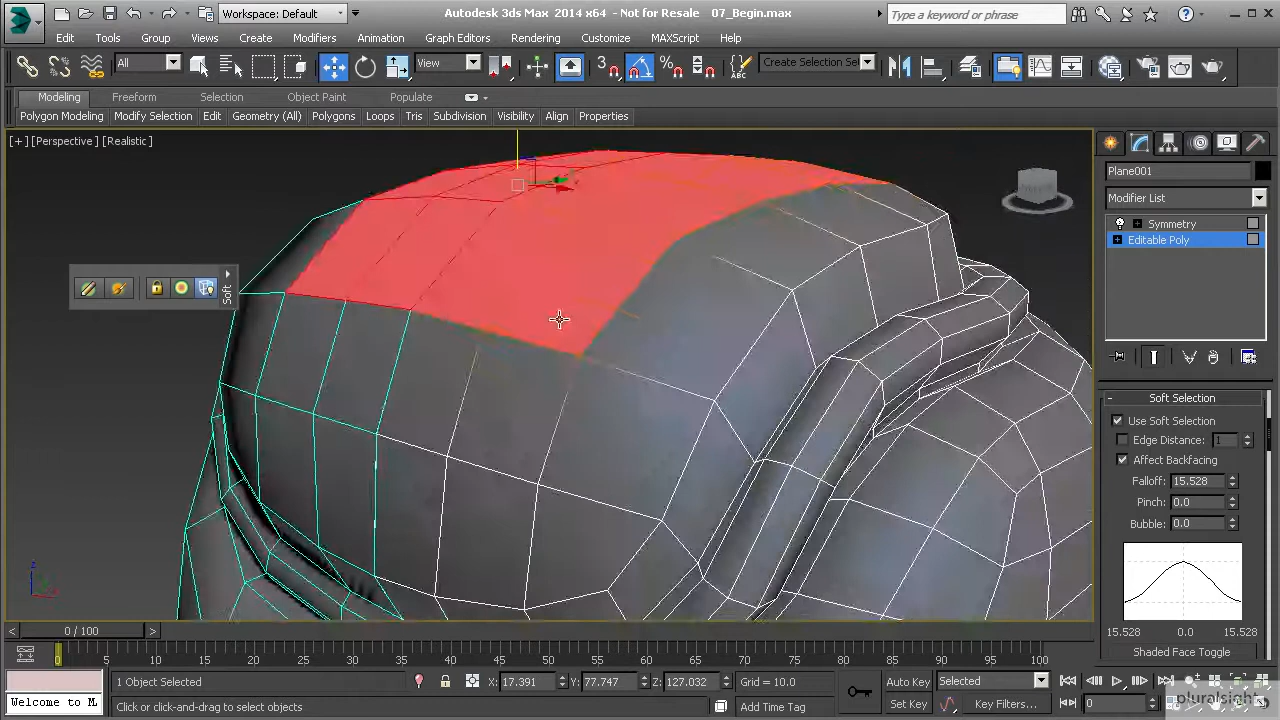 Workspace: Default
Autodesk 3ds Max 2014 x64 - Not for Resale 07_Begin.max
Type a keyword or phrase
Edit Tools Group Views Create Modifiers Animation Graph Editors Rendering Customize MAXScript Help
All View 3 % Create Selection Se
Modeling Freeform Selection Object Paint Populate
Polygon Modeling Modify Selection Edit Geometry (All) Polygons Loops Tris Subdivision Visibility Align Properties
[+] [Perspective] [Realistic]
Plane001
Modifier List
Symmetry
Editable Poly
Soft
Soft Selection
Use Soft Selection
Edge Distance: 1
Affect Backfacing
Falloff: 15.528
Pinch: 0.0
Bubble: 0.0
15.528 0.0 15.528
Shaded Face Toggle
< 0 / 100 >
0 5 10 15 20 25 30 35 40 45 50 55 60 65 70 75 80 85 90 95 100
1 Object Selected X: 17.391 Y: 77.747 Z: 127.032 Grid = 10.0 Auto Key Selected
Welcome to M Click or click-and-drag to select objects Add Time Tag Set Key Key Filters... 0
pluralsight